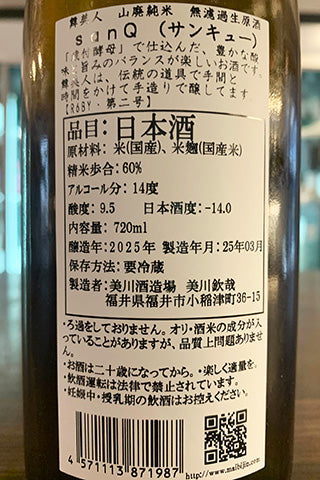 舞美人 山廃純米 無濾過生原酒
sanQ (サンキュー)
酵母」で仕込んだ、豊かな酸
味と旨みのバランスが楽しいお酒です。
舞美人は、伝統の道具で手間と
時間をかけて手造りで醸してます
【R6BY・第二号】
品目:日本酒
原材料: 米(国産)、米麹(国産米)
精米歩合: 60%
アルコール分: 14度
酸度: 9.5 日本酒度: -14.0
内容量: 720ml
醸造年: 2025年 製造年月: 25年03月
保存方法: 要冷蔵
製造者: 美川酒造場 美川欽哉
福井県福井市小稲津町36-15
・ろ過をしておりません。オリ・酒米の成分が入
っていることがありますが、品質上問題ありませ
ん。
・お酒は二十歳になってから。・楽しく適量を。
・飲酒運転は法律で禁止されています。
・妊娠中・授乳期の飲酒はお控えください。
4 571113 871987
http://www.maibijin.com